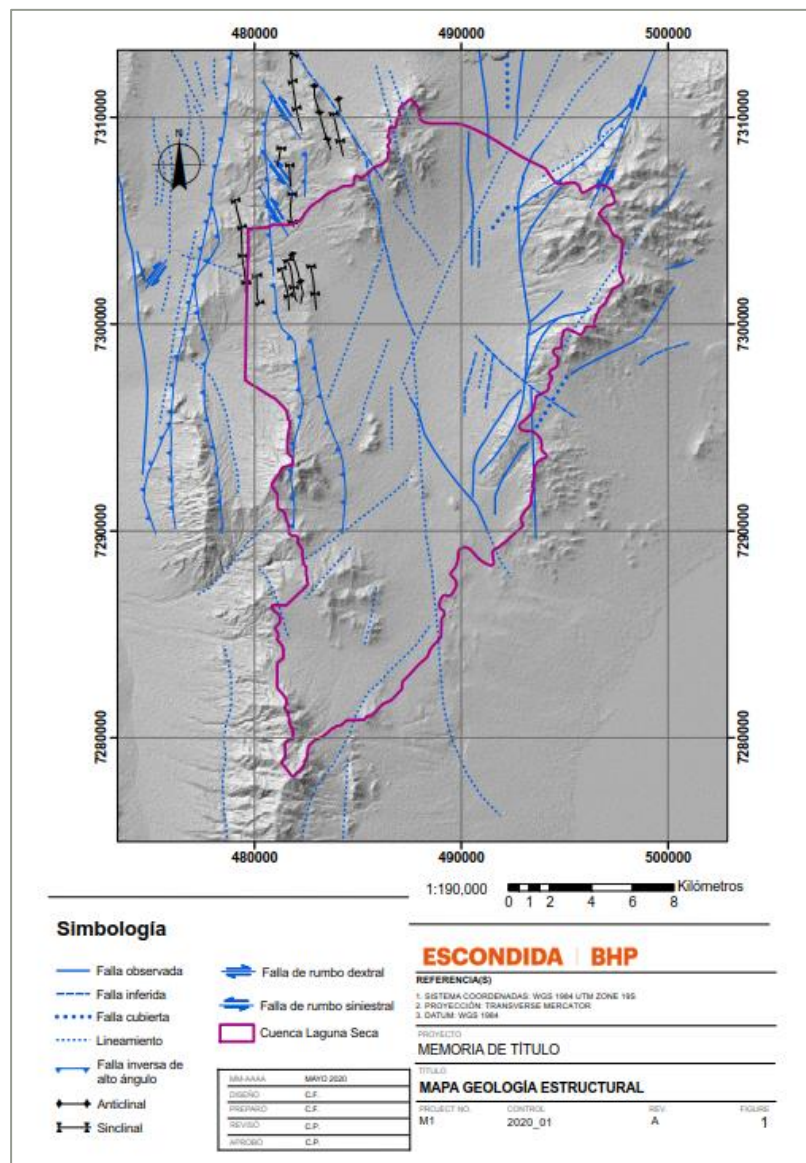 480000 490000 500000
7310000 7310000
N
7300000 7300000
7290000 7290000
7280000 7280000
480000 490000 500000
1:190,000
Kilómetros
0 1 2 4 6 8
Simbología
Falla observada
Falla inferida
Falla cubierta
Lineamiento
Falla inversa de
alto ángulo
Anticlinal
Sinclinal
Falla de rumbo dextral
Falla de rumbo siniestral
Cuenca Laguna Seca
MM-AAAA MAYO 2020
DISEÑO C.F.
PREPARÓ C.F.
REVISÓ C.P.
APROBÓ C.P.
ESCONDIDA | BHP
REFERENCIA(S)
1. SISTEMA COORDENADAS: WGS 1984 UTM ZONE 19S
2. PROYECCIÓN: TRANSVERSE MERCATOR
3. DATUM: WGS 1984
PROYECTO
MEMORIA DE TÍTULO
TÍTULO
MAPA GEOLOGÍA ESTRUCTURAL
PROJECT NO. CONTROL REV. FIGURE
M1 2020_01 A 1